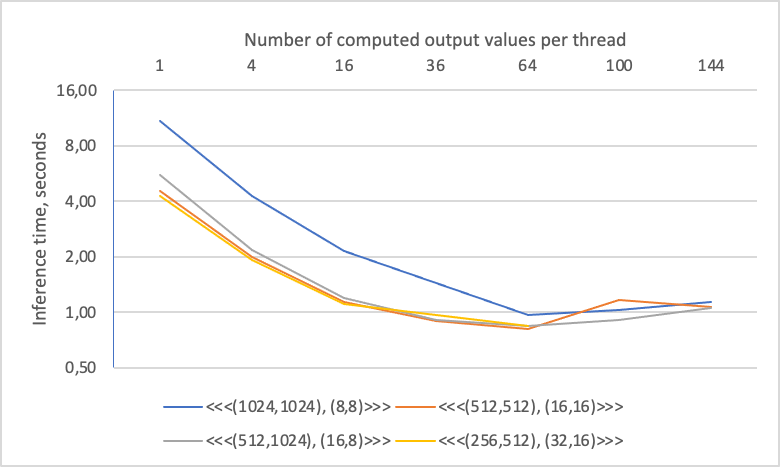 Number of computed output values per thread
1 4 16 36 64 100 144
16,00
8,00
4,00
2,00
1,00
0,50
Inference time, seconds
<<<(1024,1024), (8,8)>>> <<<(512,512), (16,16)>>>
<<<(512,1024), (16,8)>>> <<<(256,512), (32,16)>>>